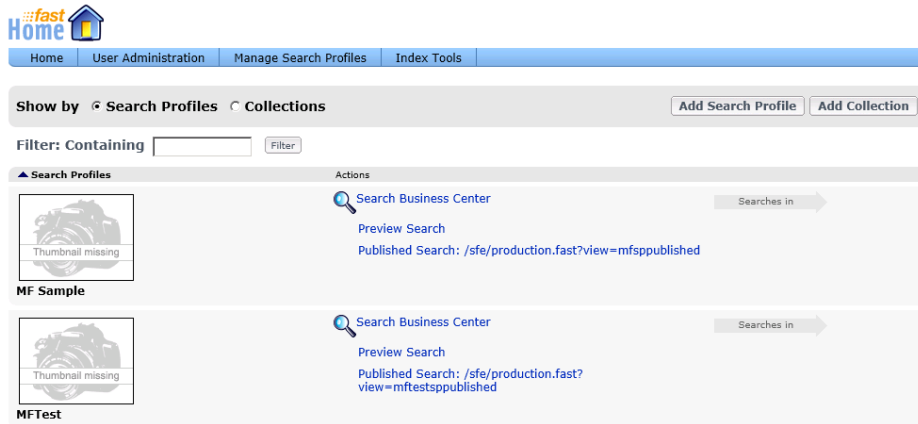 fast
Home
Home User Administration Manage Search Profiles Index Tools
Show by Search Profiles Collections Add Search Profile Add Collection
Filter: Containing Filter
Search Profiles Actions
Search Business Center Searches in
Preview Search
Thumbnail missing Published Search: /sfe/production.fast?view=mfsppublished
MF Sample
Search Business Center Searches in
Preview Search
Thumbnail missing Published Search: /sfe/production.fast?
view=mftestsppublished
MFTest